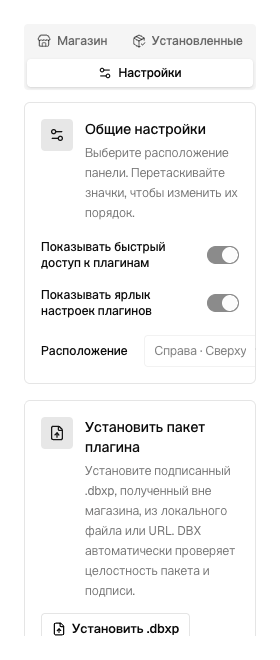 Магазин
Установленные
Настройки
Общие настройки
Выберите расположение
панели. Перетаскивайте
значки, чтобы изменить их
порядок.
Показывать быстрый
доступ к плагинам
Показывать ярлык
настроек плагинов
Расположение
Справа · Сверху
Установить пакет
плагина
Установите подписанный
.dbxp, полученный вне
магазина, из локального
файла или URL. DBX
автоматически проверяет
целостность пакета и
подписи.
Установить .dbxp